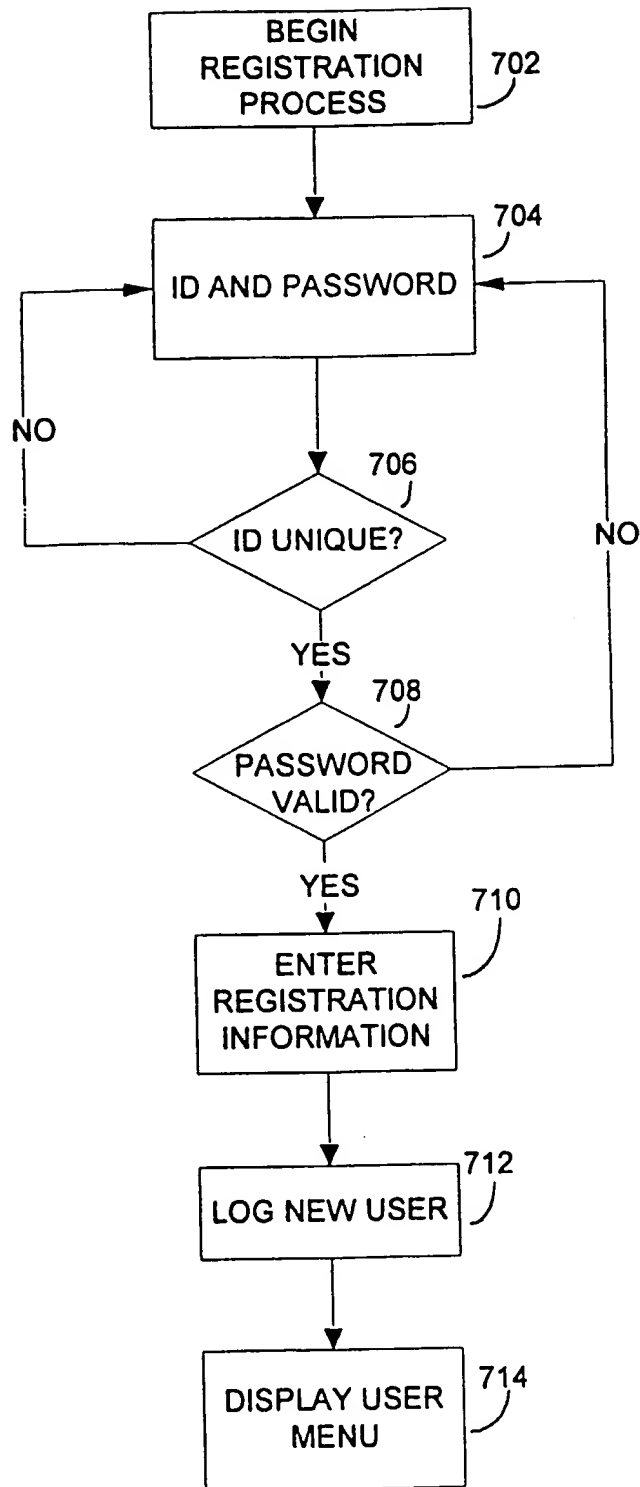 BEGIN
REGISTRATION
PROCESS
702
704
ID AND PASSWORD
NO
706
ID UNIQUE?
NO
YES
708
PASSWORD
VALID?
YES
710
ENTER
REGISTRATION
INFORMATION
712
LOG NEW USER
714
DISPLAY USER
MENU